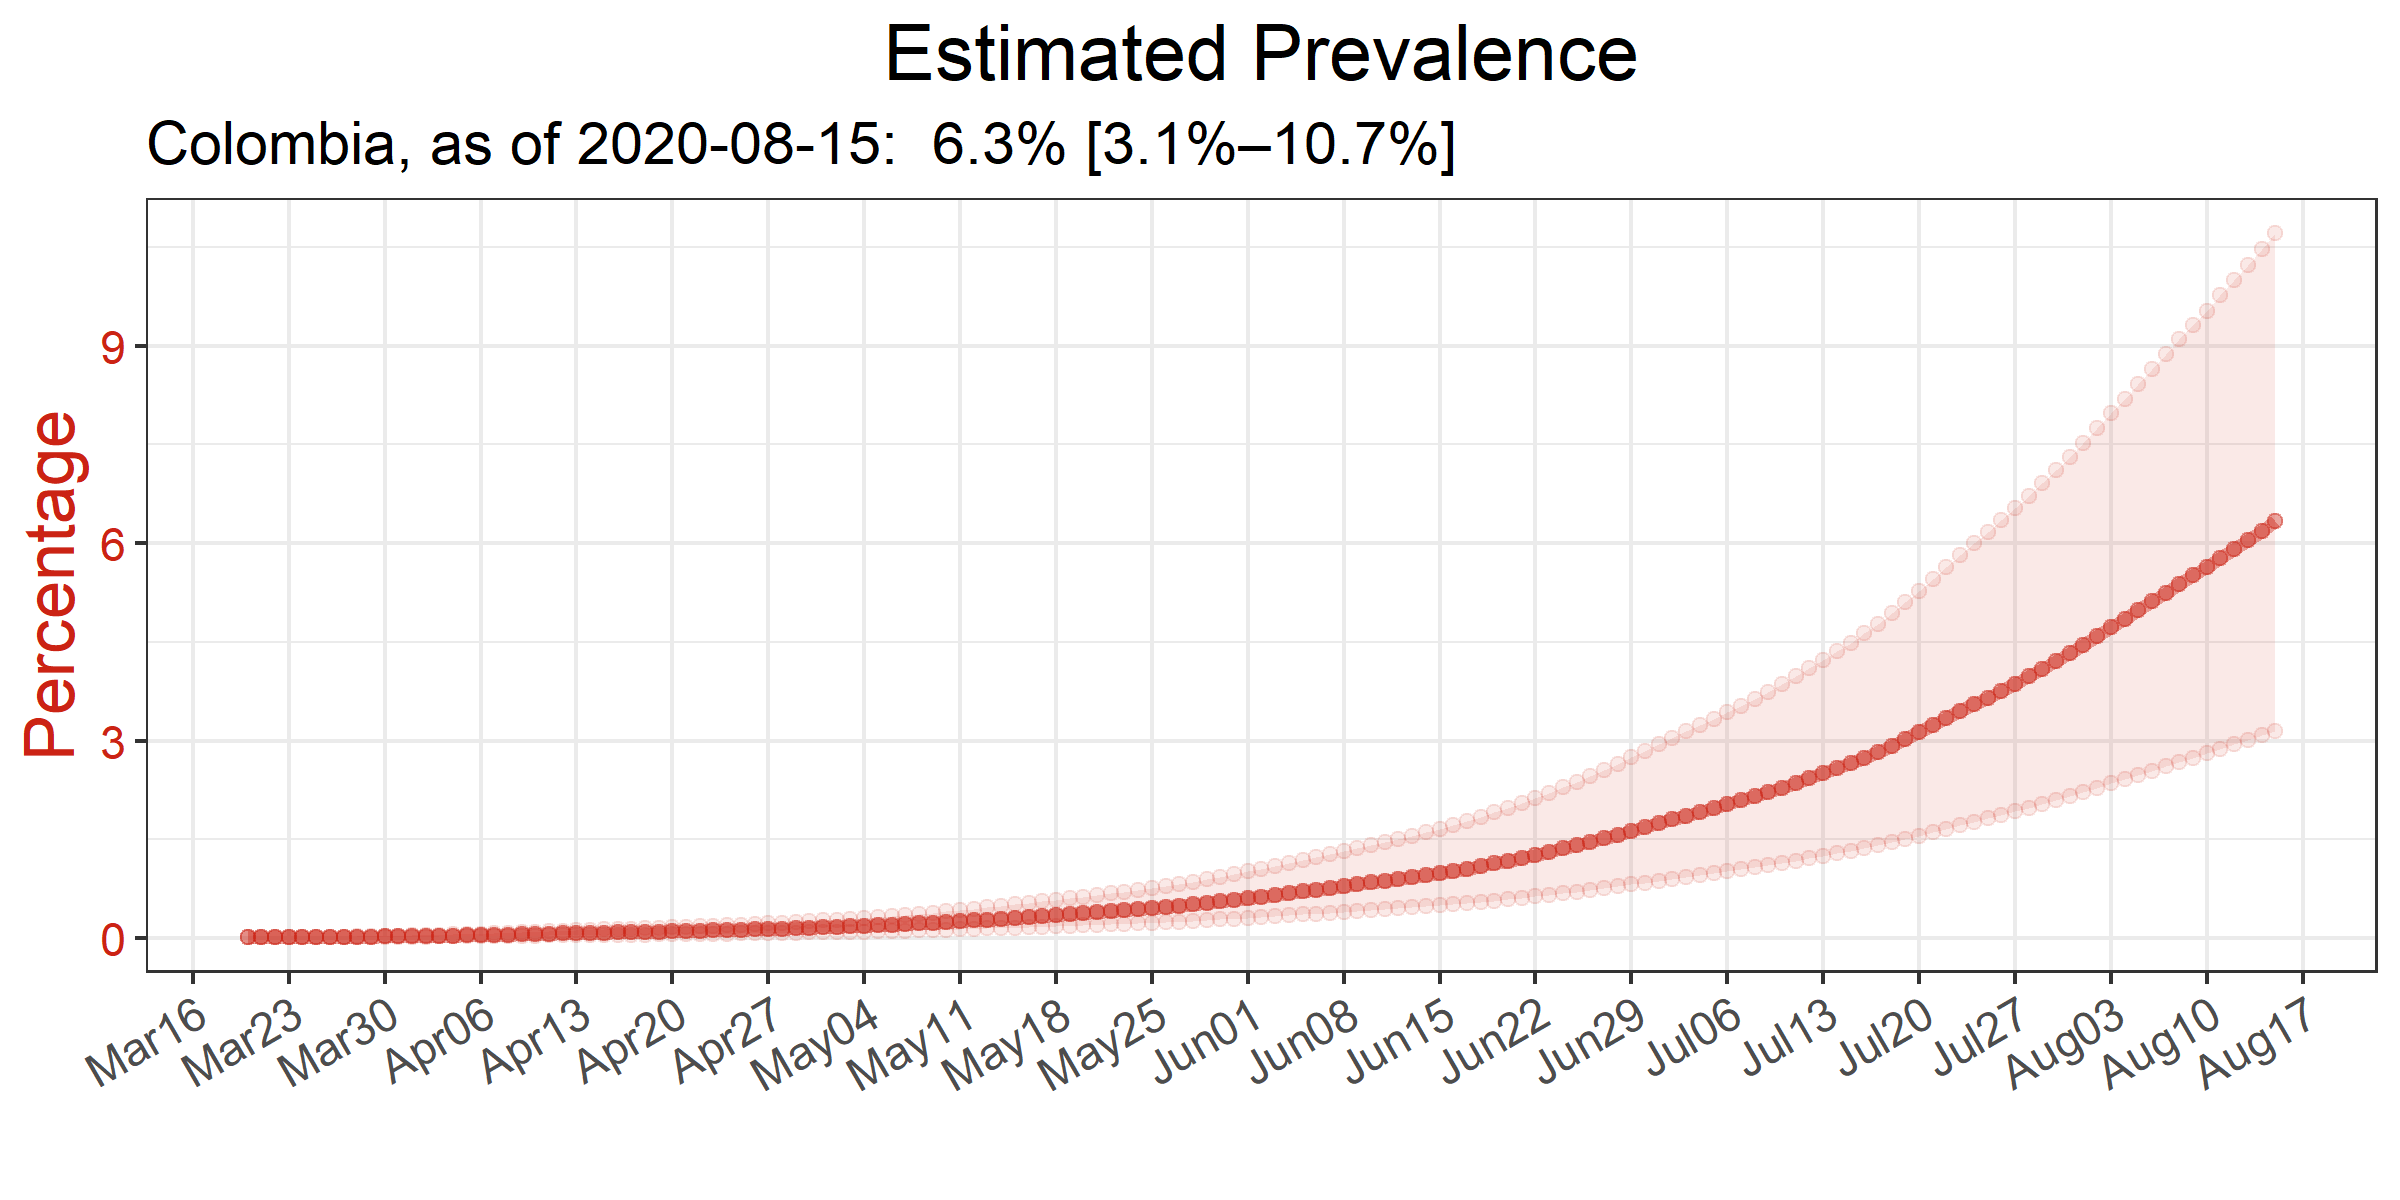 Estimated Prevalence
Colombia, as of 2020-08-15:  6.3% [3.1%–10.7%]
Percentage
9
6
3
0
Mar16
Mar23
Mar30
Apr06
Apr13
Apr20
Apr27
May04
May11
May18
May25
Jun01
Jun08
Jun15
Jun22
Jun29
Jul06
Jul13
Jul20
Jul27
Aug03
Aug10
Aug17